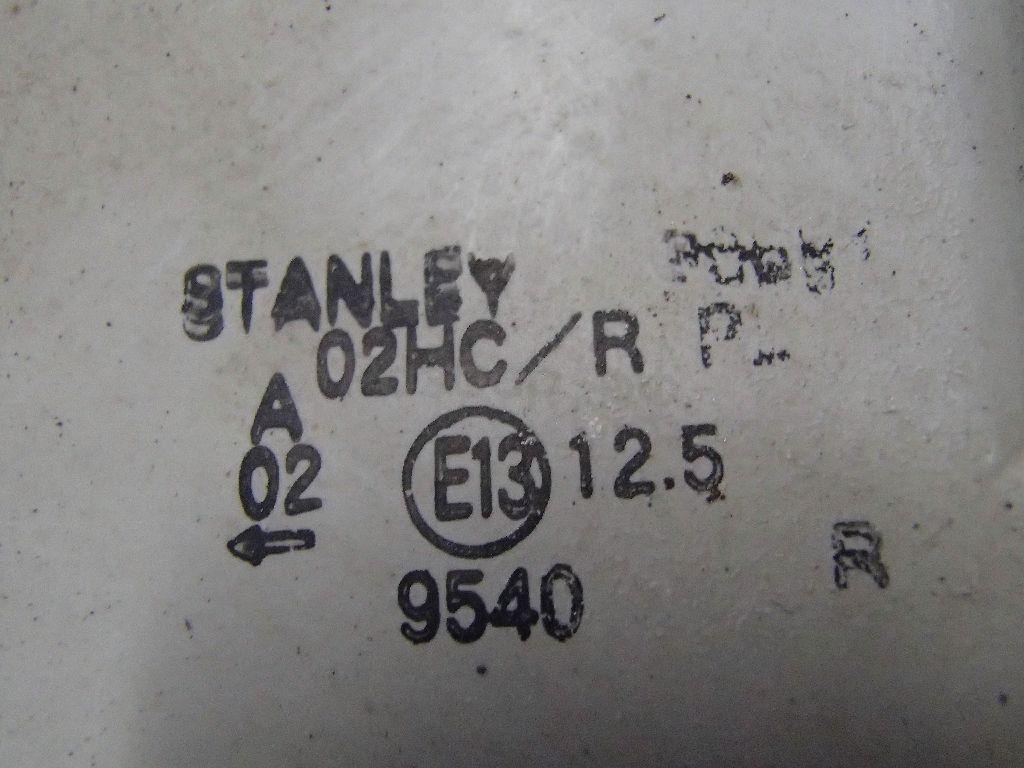 STANLEY
02HC/R
A
02
E13 12.5
←
9540
R